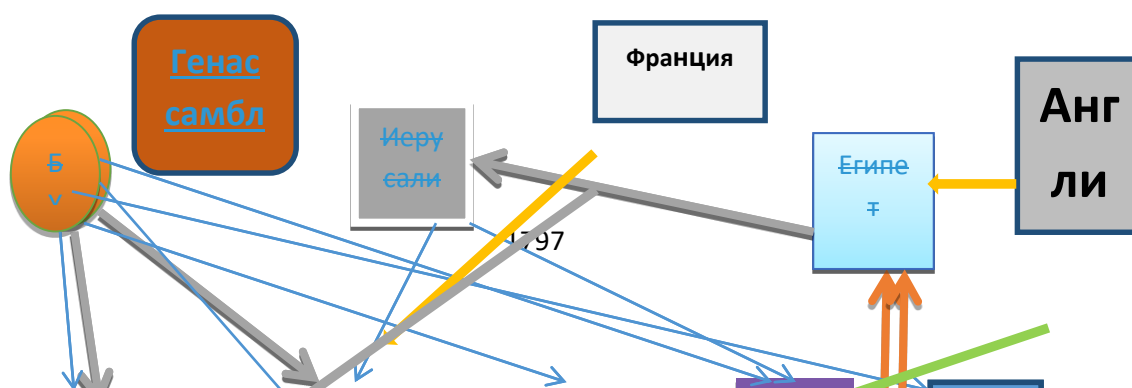 Генас
самбл
Франция
Анг
ли
Иеру
сали
Египе
т
Б
1797